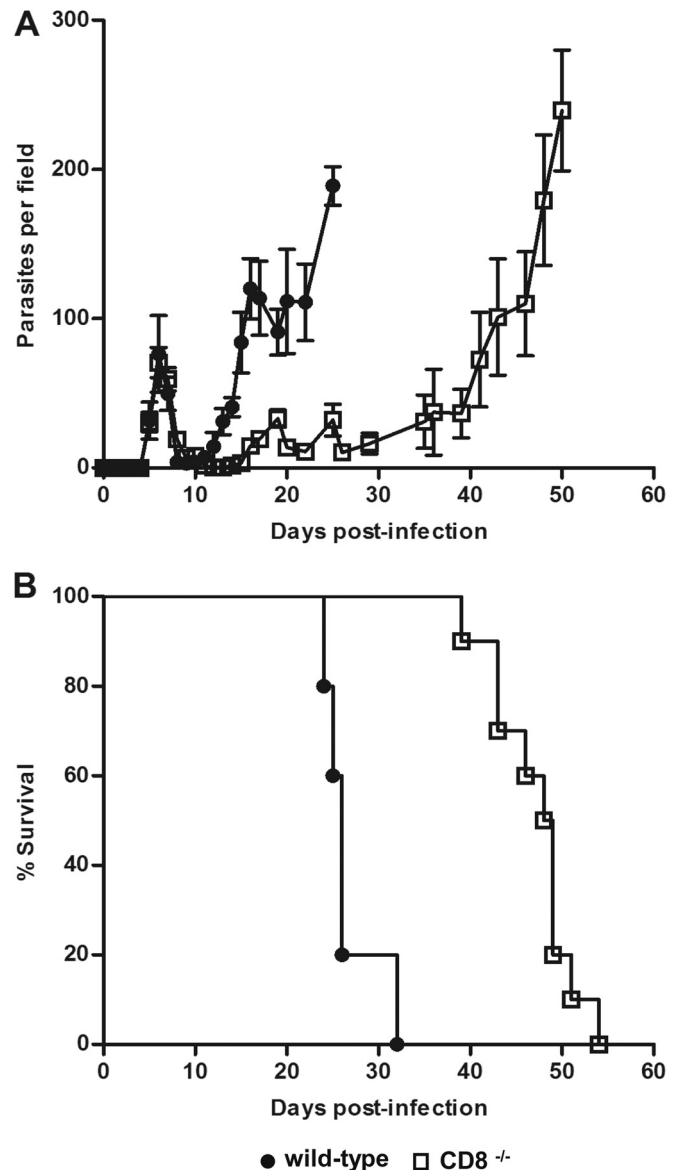 A
300
200
100
0
Parasites per field
0 10 20 30 40 50 60
Days post-infection
B
100
80
60
40
20
0
% Survival
0 10 20 30 40 50 60
Days post-infection
wild-type CD8 -/-